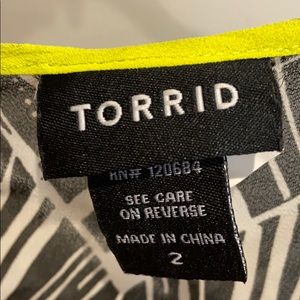 TORRID
RN# 120684
SEE CARE
ON REVERSE
MADE IN CHINA
2